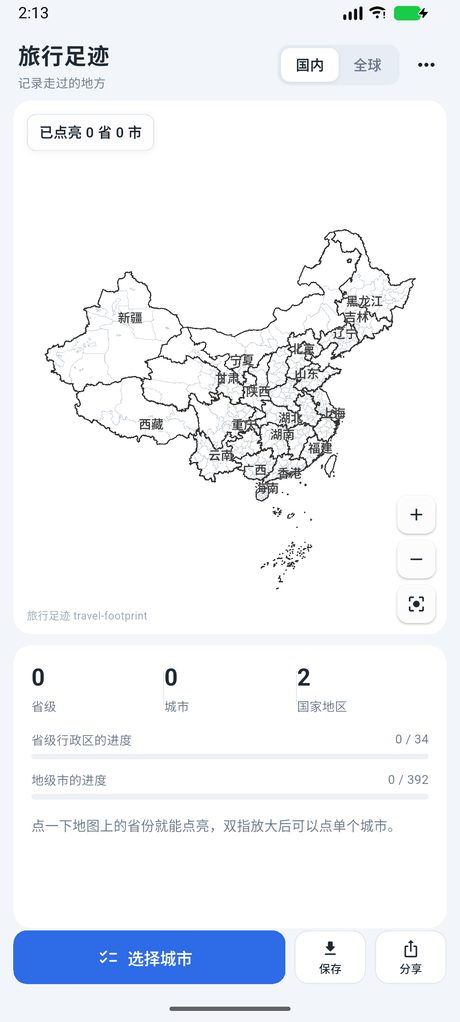 2:13
旅行足迹
记录走过的地方
国内
全球
已点亮 0 省 0 市
黑龙江
新疆
吉林
辽宁
北京
宁夏
甘肃
山东
陕西
上海
西藏
重庆
湖北
湖南
福建
云南
广西
香港
海南
旅行足迹 travel-footprint
0
0
2
省级
城市
国家地区
省级行政区的进度
0 / 34
地级市的进度
0 / 392
点一下地图上的省份就能点亮，双指放大后可以点单个城市。
选择城市
保存
分享